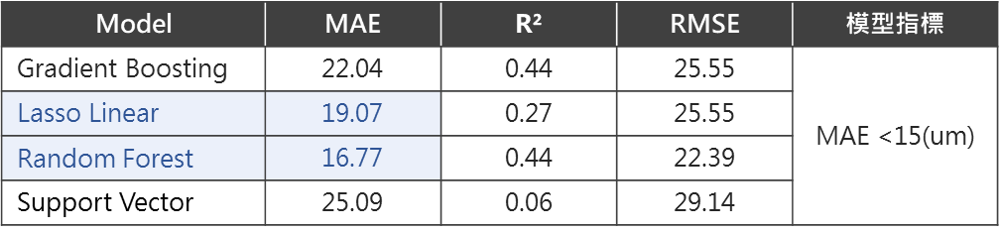 Model MAE R² RMSE 模型指標
Gradient Boosting 22.04 0.44 25.55
Lasso Linear 19.07 0.27 25.55
MAE <15(um)
Random Forest 16.77 0.44 22.39
Support Vector 25.09 0.06 29.14